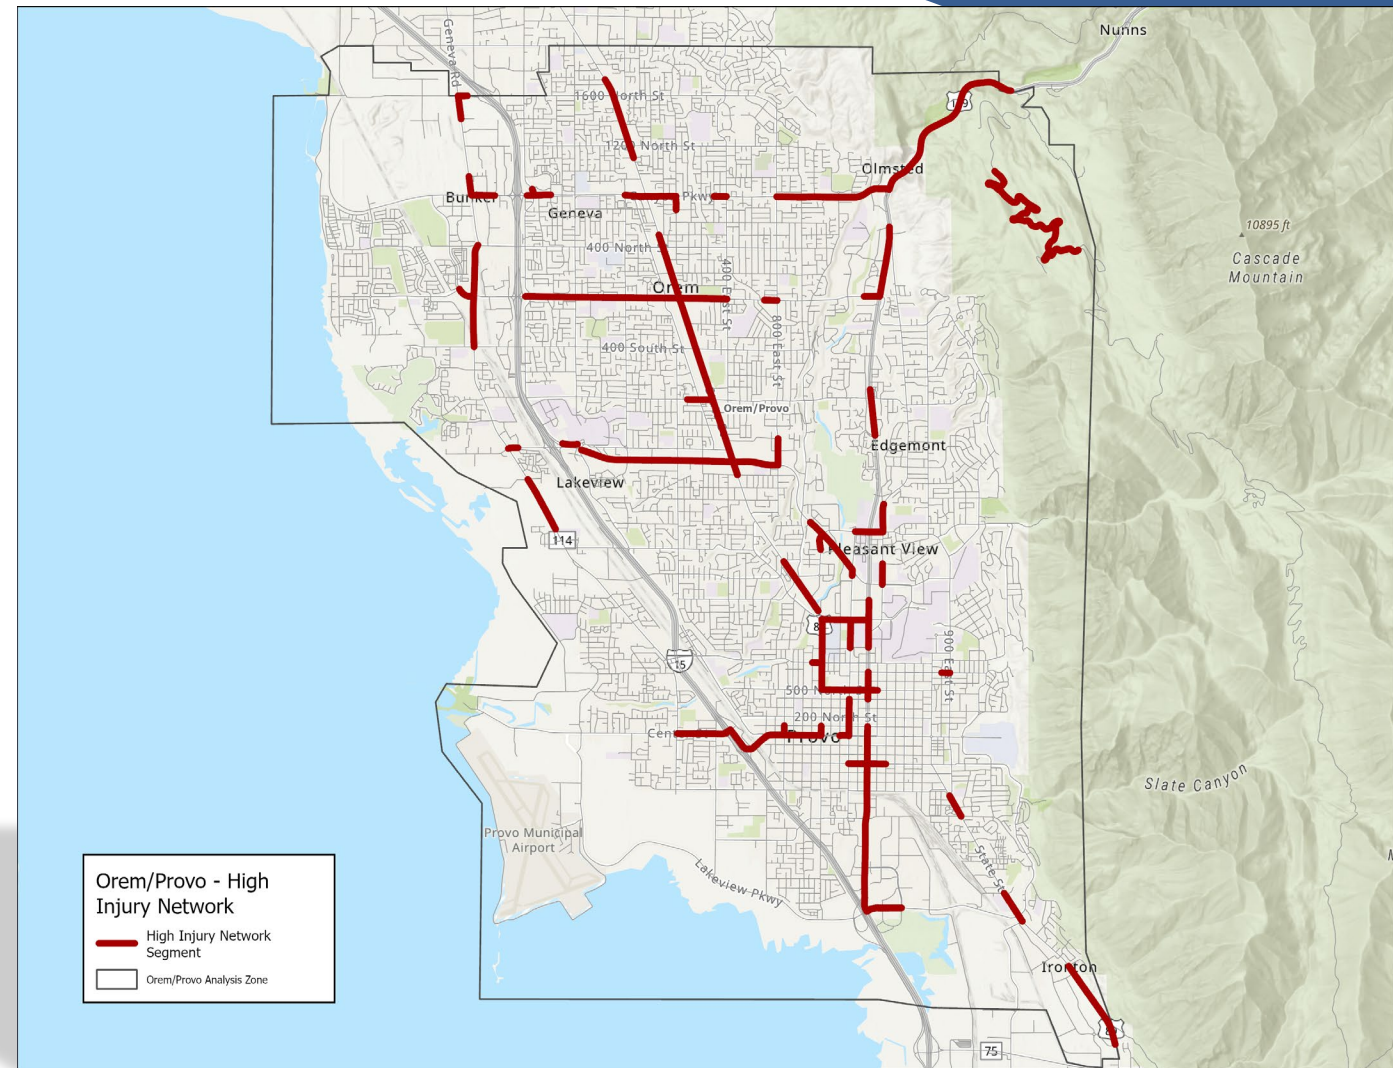 Nunns
Geneva Rd
1600 North St
189
1200 North St
Olmsted
Bunker
Pkwy
Geneva
10895 ft
400 North
Cascade
Mountain
400 East St
Orem
800 East St
400 South St
Orem/Provo
Edgemont
Lakeview
114
Pleasant View
15
900 East St
500 N
200 North St
Provo
Slate Canyon
Provo Municipal
Airport
State St
Lakeview Pkwy
Orem/Provo - High
Injury Network
High Injury Network
Segment
Orem/Provo Analysis Zone
Ironton
75